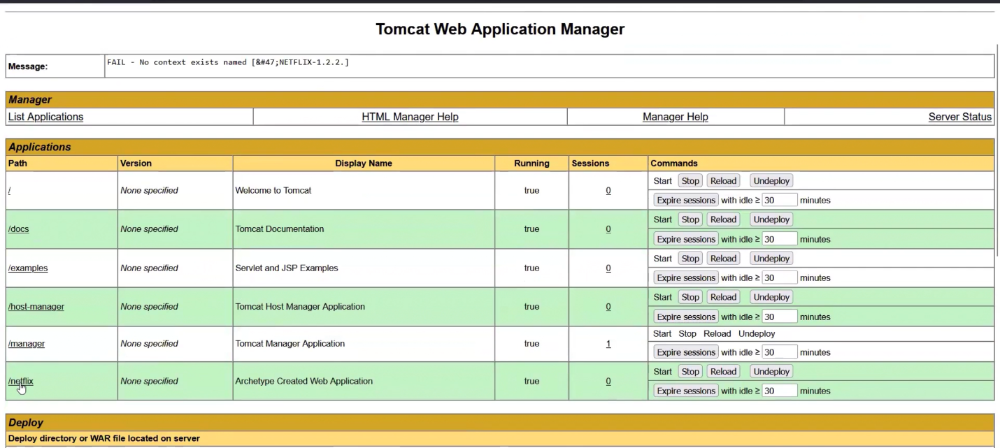 Tomcat Web Application Manager
Message: FAIL - No context exists named [&#47;NETFLIX-1.2.2.]
Manager
List Applications HTML Manager Help Manager Help Server Status
Applications
Path Version Display Name Running Sessions Commands
/ None specified Welcome to Tomcat true 0 Start Stop Reload Undeploy
Expire sessions with idle ≥ 30 minutes
/docs None specified Tomcat Documentation true 0 Start Stop Reload Undeploy
Expire sessions with idle ≥ 30 minutes
/examples None specified Servlet and JSP Examples true 0 Start Stop Reload Undeploy
Expire sessions with idle ≥ 30 minutes
/host-manager None specified Tomcat Host Manager Application true 0 Start Stop Reload Undeploy
Expire sessions with idle ≥ 30 minutes
/manager None specified Tomcat Manager Application true 1 Start Stop Reload Undeploy
Expire sessions with idle ≥ 30 minutes
/netflix None specified Archetype Created Web Application true 0 Start Stop Reload Undeploy
Expire sessions with idle ≥ 30 minutes
Deploy
Deploy directory or WAR file located on server